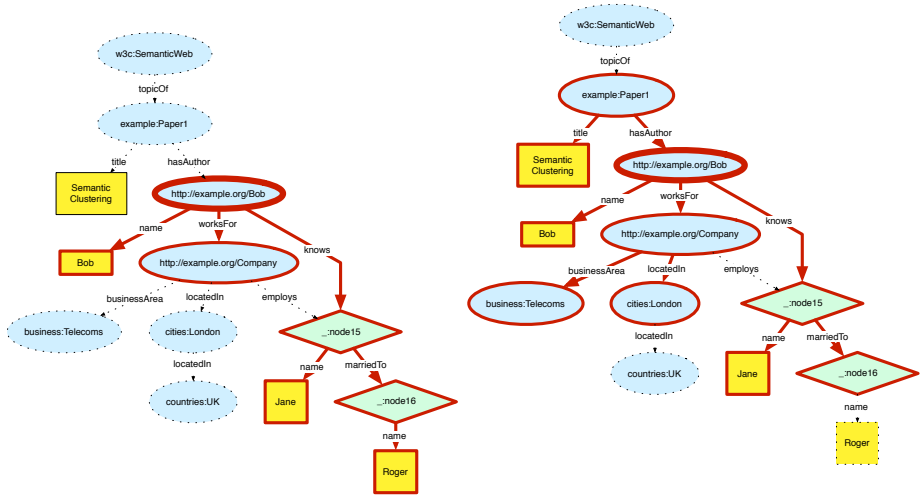 w3c:SemanticWeb
topicOf
example:Paper1
title
hasAuthor
Semantic
Clustering
http://example.org/Bob
name
worksFor
knows
Bob
http://example.org/Company
businessArea
locatedIn
employs
business:Telecoms
cities:London
_:node15
locatedIn
name
marriedTo
countries:UK
Jane
_:node16
name
Roger
w3c:SemanticWeb
topicOf
example:Paper1
title
hasAuthor
Semantic
Clustering
http://example.org/Bob
name
worksFor
knows
Bob
http://example.org/Company
businessArea
locatedIn
employs
business:Telecoms
cities:London
_:node15
locatedIn
name
marriedTo
countries:UK
Jane
_:node16
name
Roger